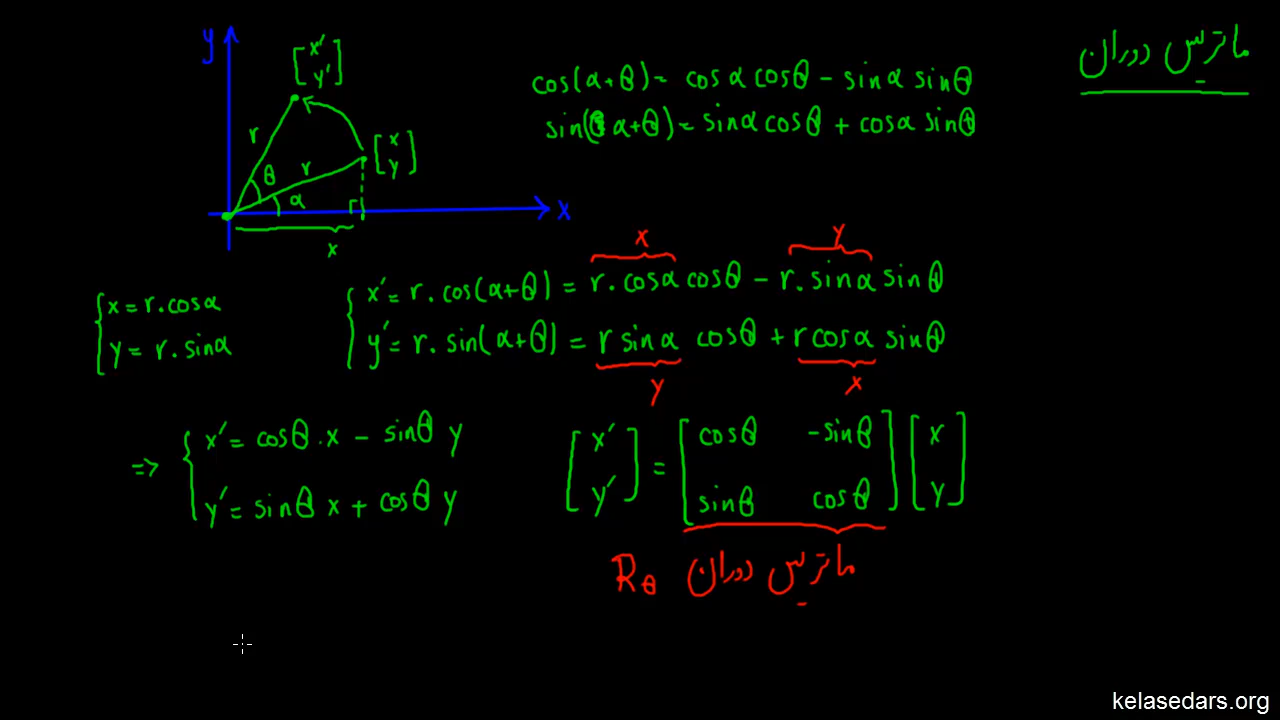 ماتریس دوران
y
[x′ y′]
cos(α+θ)= cosα cosθ − sinα sinθ
sin(α+θ)= sinα cosθ + cosα sinθ
[x y]
r
r
θ
α
x
x
x
y
{x = r.cosα
y = r.sinα
{x′= r.cos(α+θ) = r.cosα cosθ − r.sinα sinθ
y′= r.sin(α+θ) = r sinα cosθ + r cosα sinθ
y
x
=> {x′= cosθ.x − sinθ y
y′= sinθ x + cosθ y
[x′ y′] = [cosθ -sinθ sinθ cosθ] [x y]
ماتریس دوران Rθ
kelasedars.org